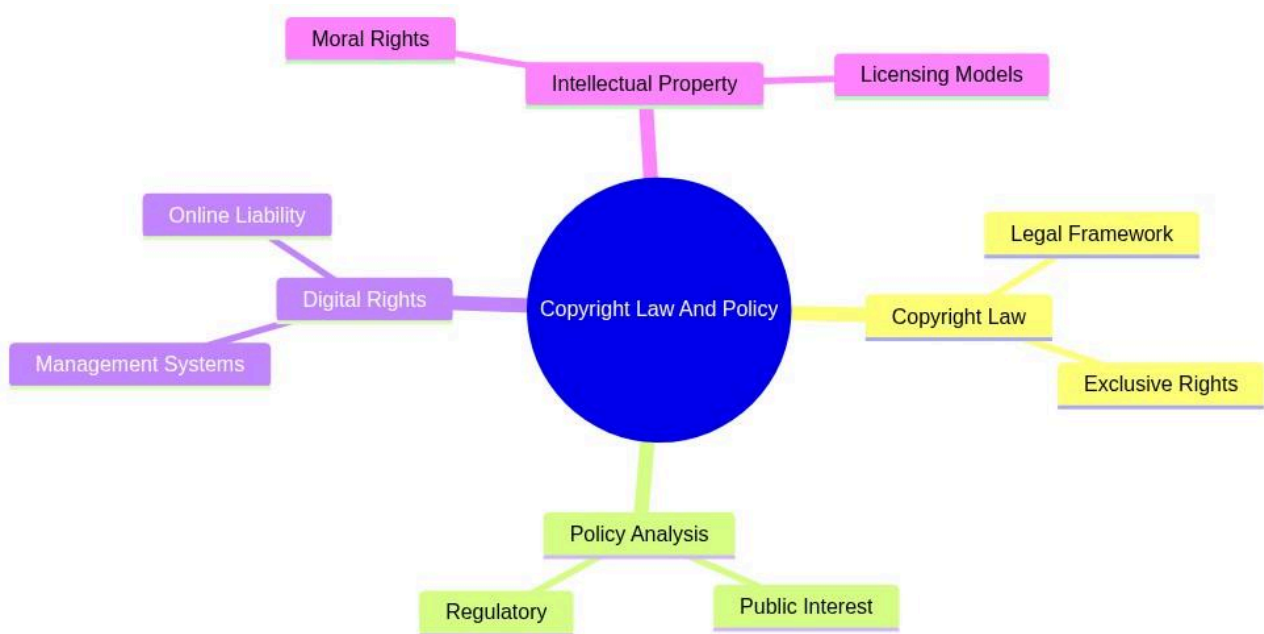 Moral Rights
Intellectual Property
Licensing Models
Online Liability
Digital Rights
Management Systems
Copyright Law And Policy
Legal Framework
Copyright Law
Exclusive Rights
Policy Analysis
Regulatory
Public Interest